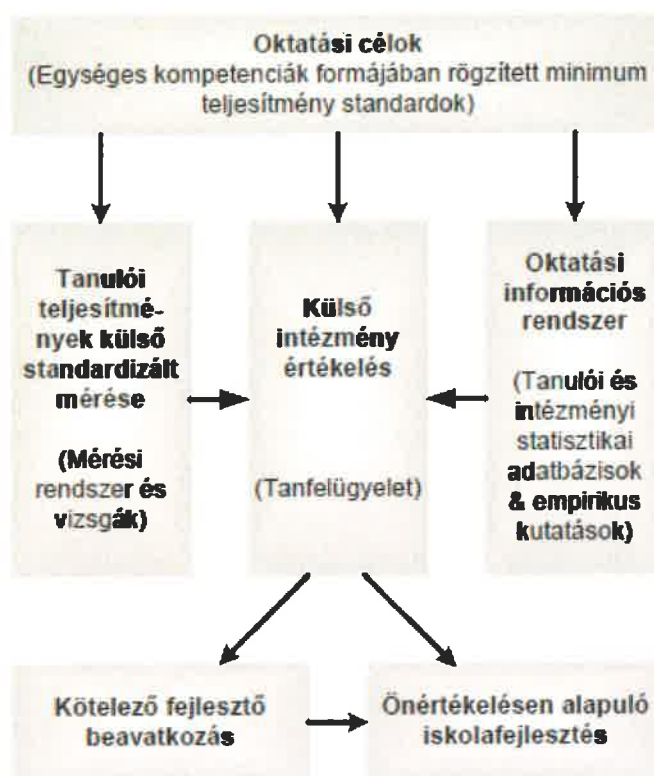 Oktatási célok
(Egységes kompetenciák formájában rögzített minimum
teljesítmény standardok)
Tanulói
teljesítmé-
nyek külső
standardizált
mérése
(Mérési
rendszer és
vizsgák)
Külső
intézmény
értékelés
(Tanfelügyelet)
Oktatási
információs
rendszer
(Tanulói és
intézményi
statisztikai
adatbázisok
& empirikus
kutatások)
Kötelező fejlesztő
beavatkozás
Önértékelésen alapuló
iskolafejlesztés